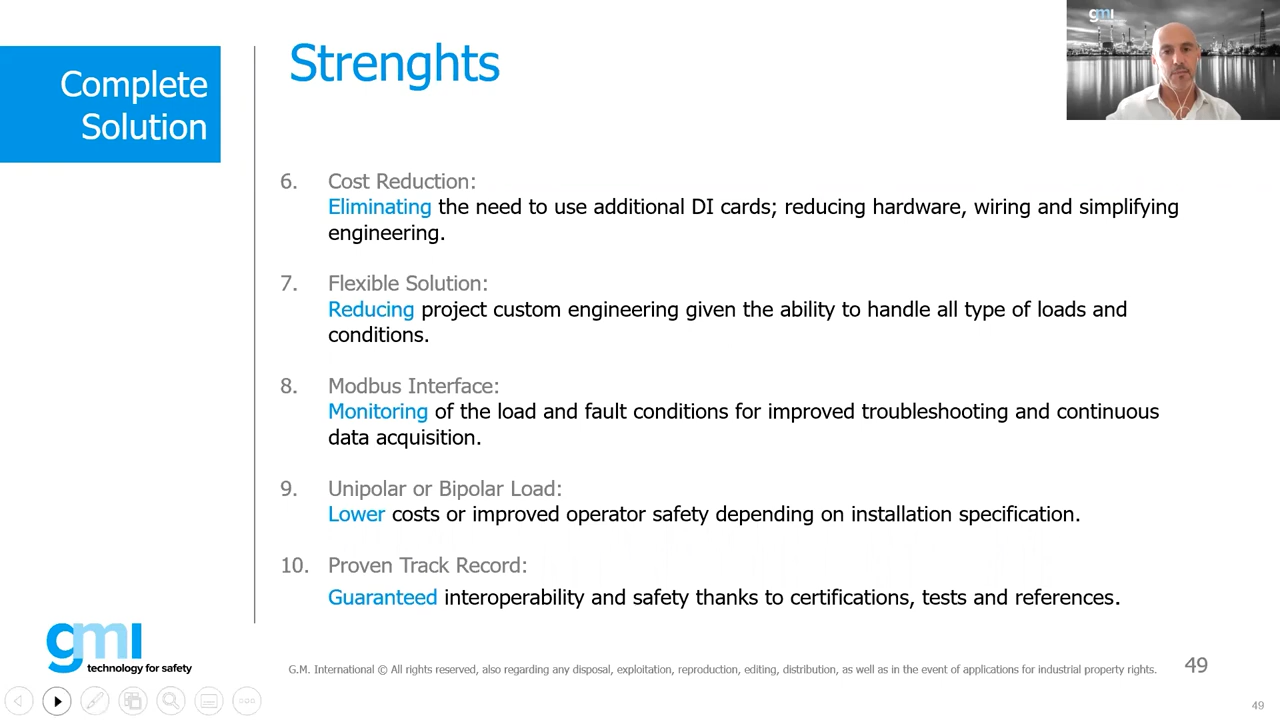 Complete
Solution
Strenghts
gmi
6. Cost Reduction:
Eliminating the need to use additional DI cards; reducing hardware, wiring and simplifying
engineering.
7. Flexible Solution:
Reducing project custom engineering given the ability to handle all type of loads and
conditions.
8. Modbus Interface:
Monitoring of the load and fault conditions for improved troubleshooting and continuous
data acquisition.
9. Unipolar or Bipolar Load:
Lower costs or improved operator safety depending on installation specification.
10. Proven Track Record:
Guaranteed interoperability and safety thanks to certifications, tests and references.
gmi
technology for safety
G.M. International © All rights reserved, also regarding any disposal, exploitation, reproduction, editing, distribution, as well as in the event of applications for industrial property rights.
49
49